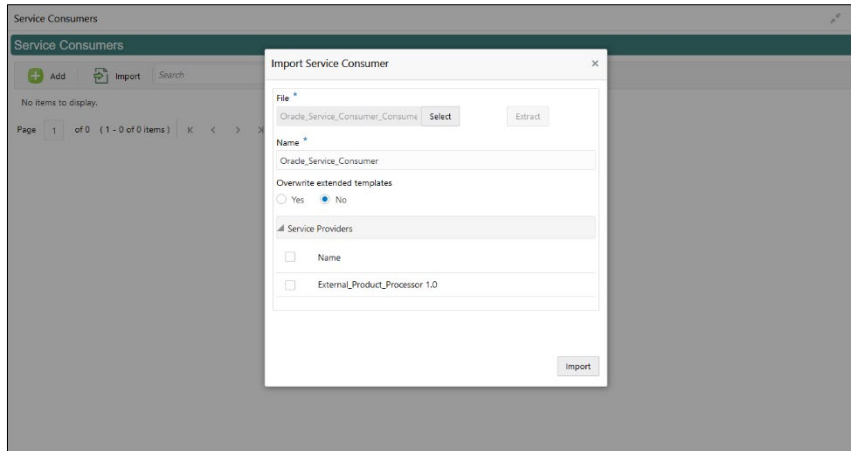 Service Consumers
Service Consumers
Add Import Search
No items to display.
Page 1 of 0 (1 - 0 of 0 items)
Import Service Consumer
File *
Oracle_Service_Consumer_Consume Select Extract
Name *
Oracle_Service_Consumer
Overwrite extended templates
Yes No
Service Providers
Name
External_Product_Processor 1.0
Import